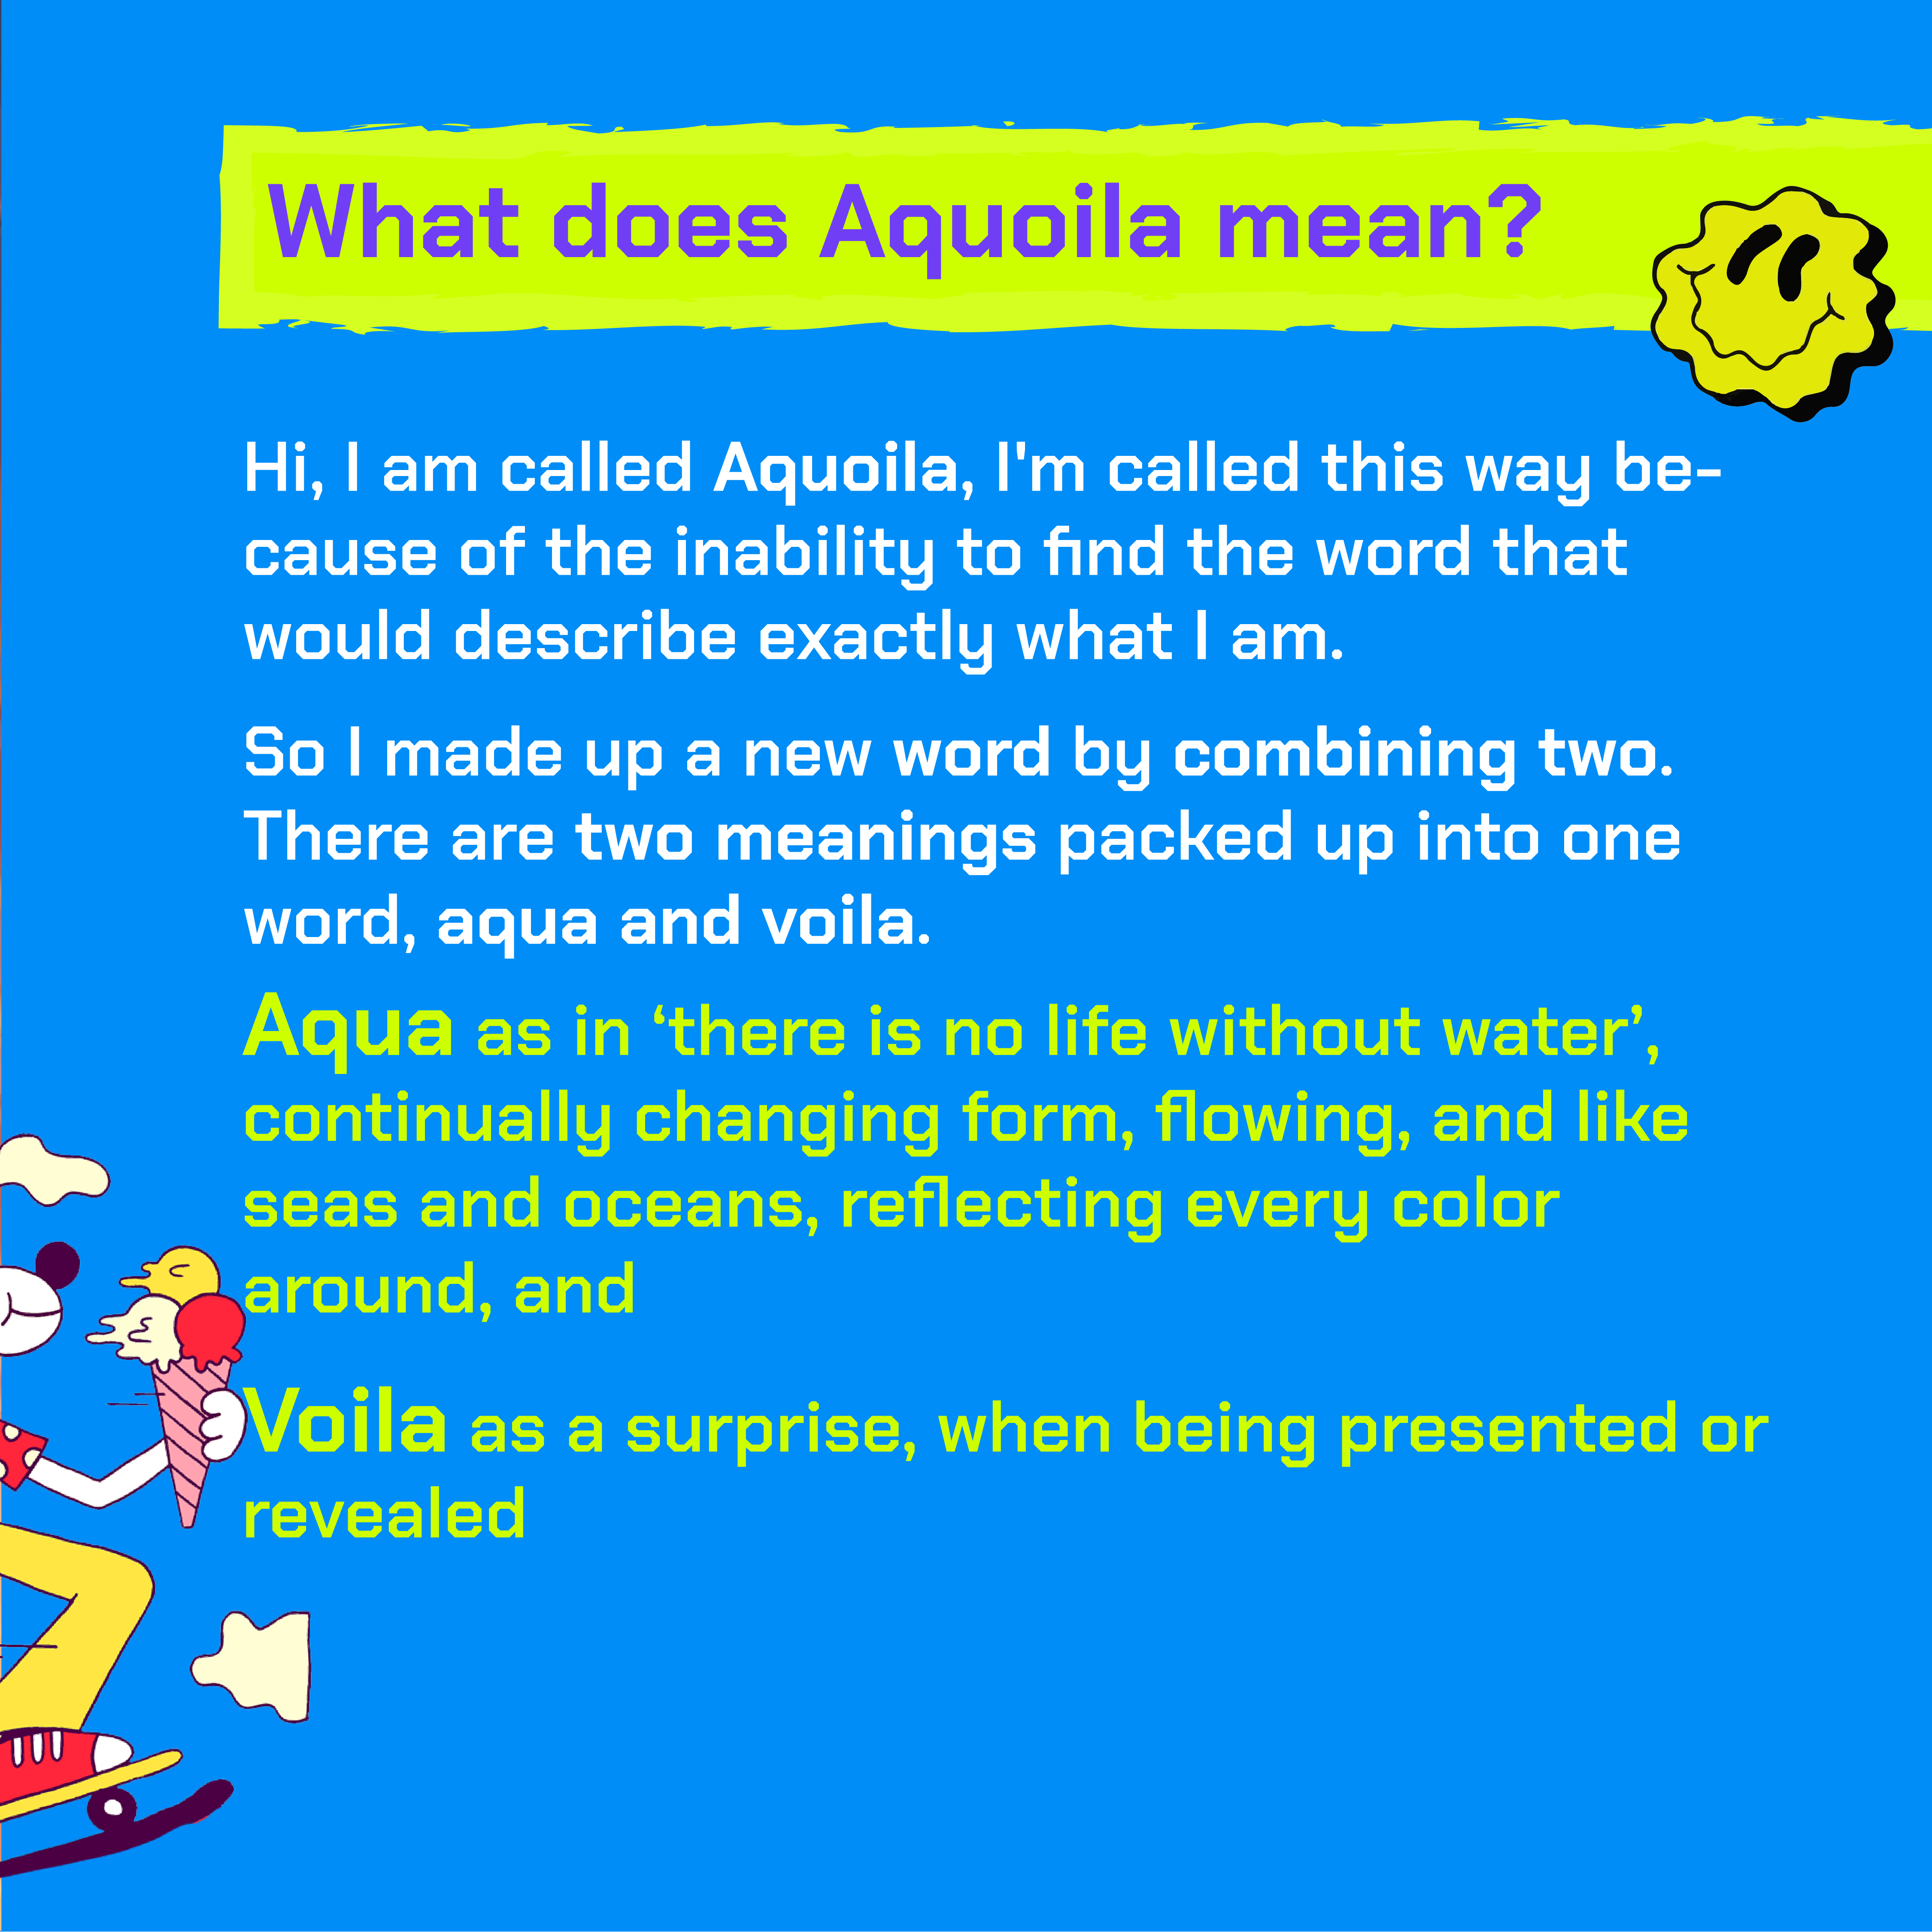 What does Aquoila mean?
Hi, I am called Aquoila, I'm called this way be-
cause of the inability to find the word that
would describe exactly what I am.
So I made up a new word by combining two.
There are two meanings packed up into one
word, aqua and voila.
Aqua as in ‘there is no life without water’,
continually changing form, flowing, and like
seas and oceans, reflecting every color
around, and
Voila as a surprise, when being presented or
revealed